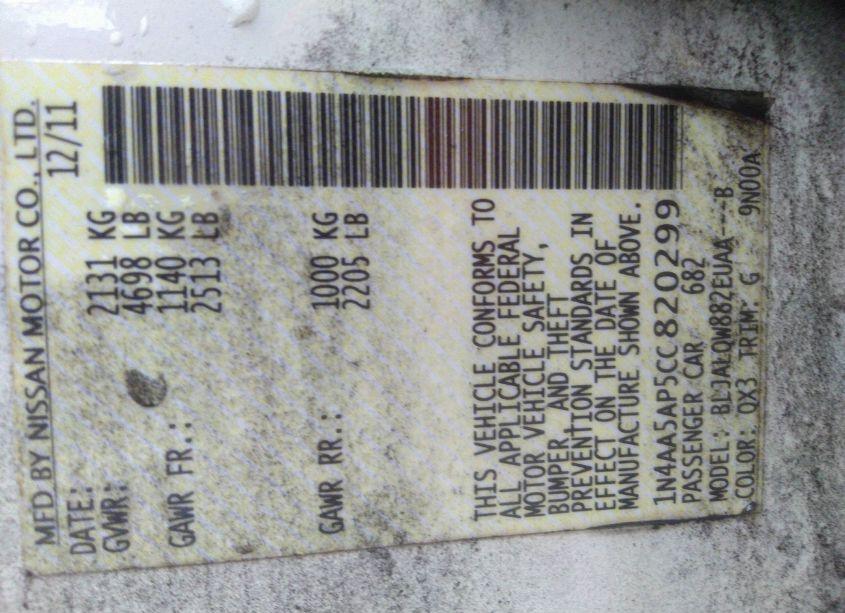 MFD BY NISSAN MOTOR CO., LTD.
DATE: 12/11
GVWR: 2131 KG
4698 LB
GAWR FR.: 1140 KG
2513 LB
GAWR RR.: 1000 KG
2205 LB
THIS VEHICLE CONFORMS TO
ALL APPLICABLE FEDERAL
MOTOR VEHICLE SAFETY,
BUMPER AND THEFT
PREVENTION STANDARDS IN
EFFECT ON THE DATE OF
MANUFACTURE SHOWN ABOVE.
1N4AA5AP5CC820299
PASSENGER CAR 682
MODEL: BLJALQW882EUAA----B
COLOR: QX3 TRIM: G 9N00A